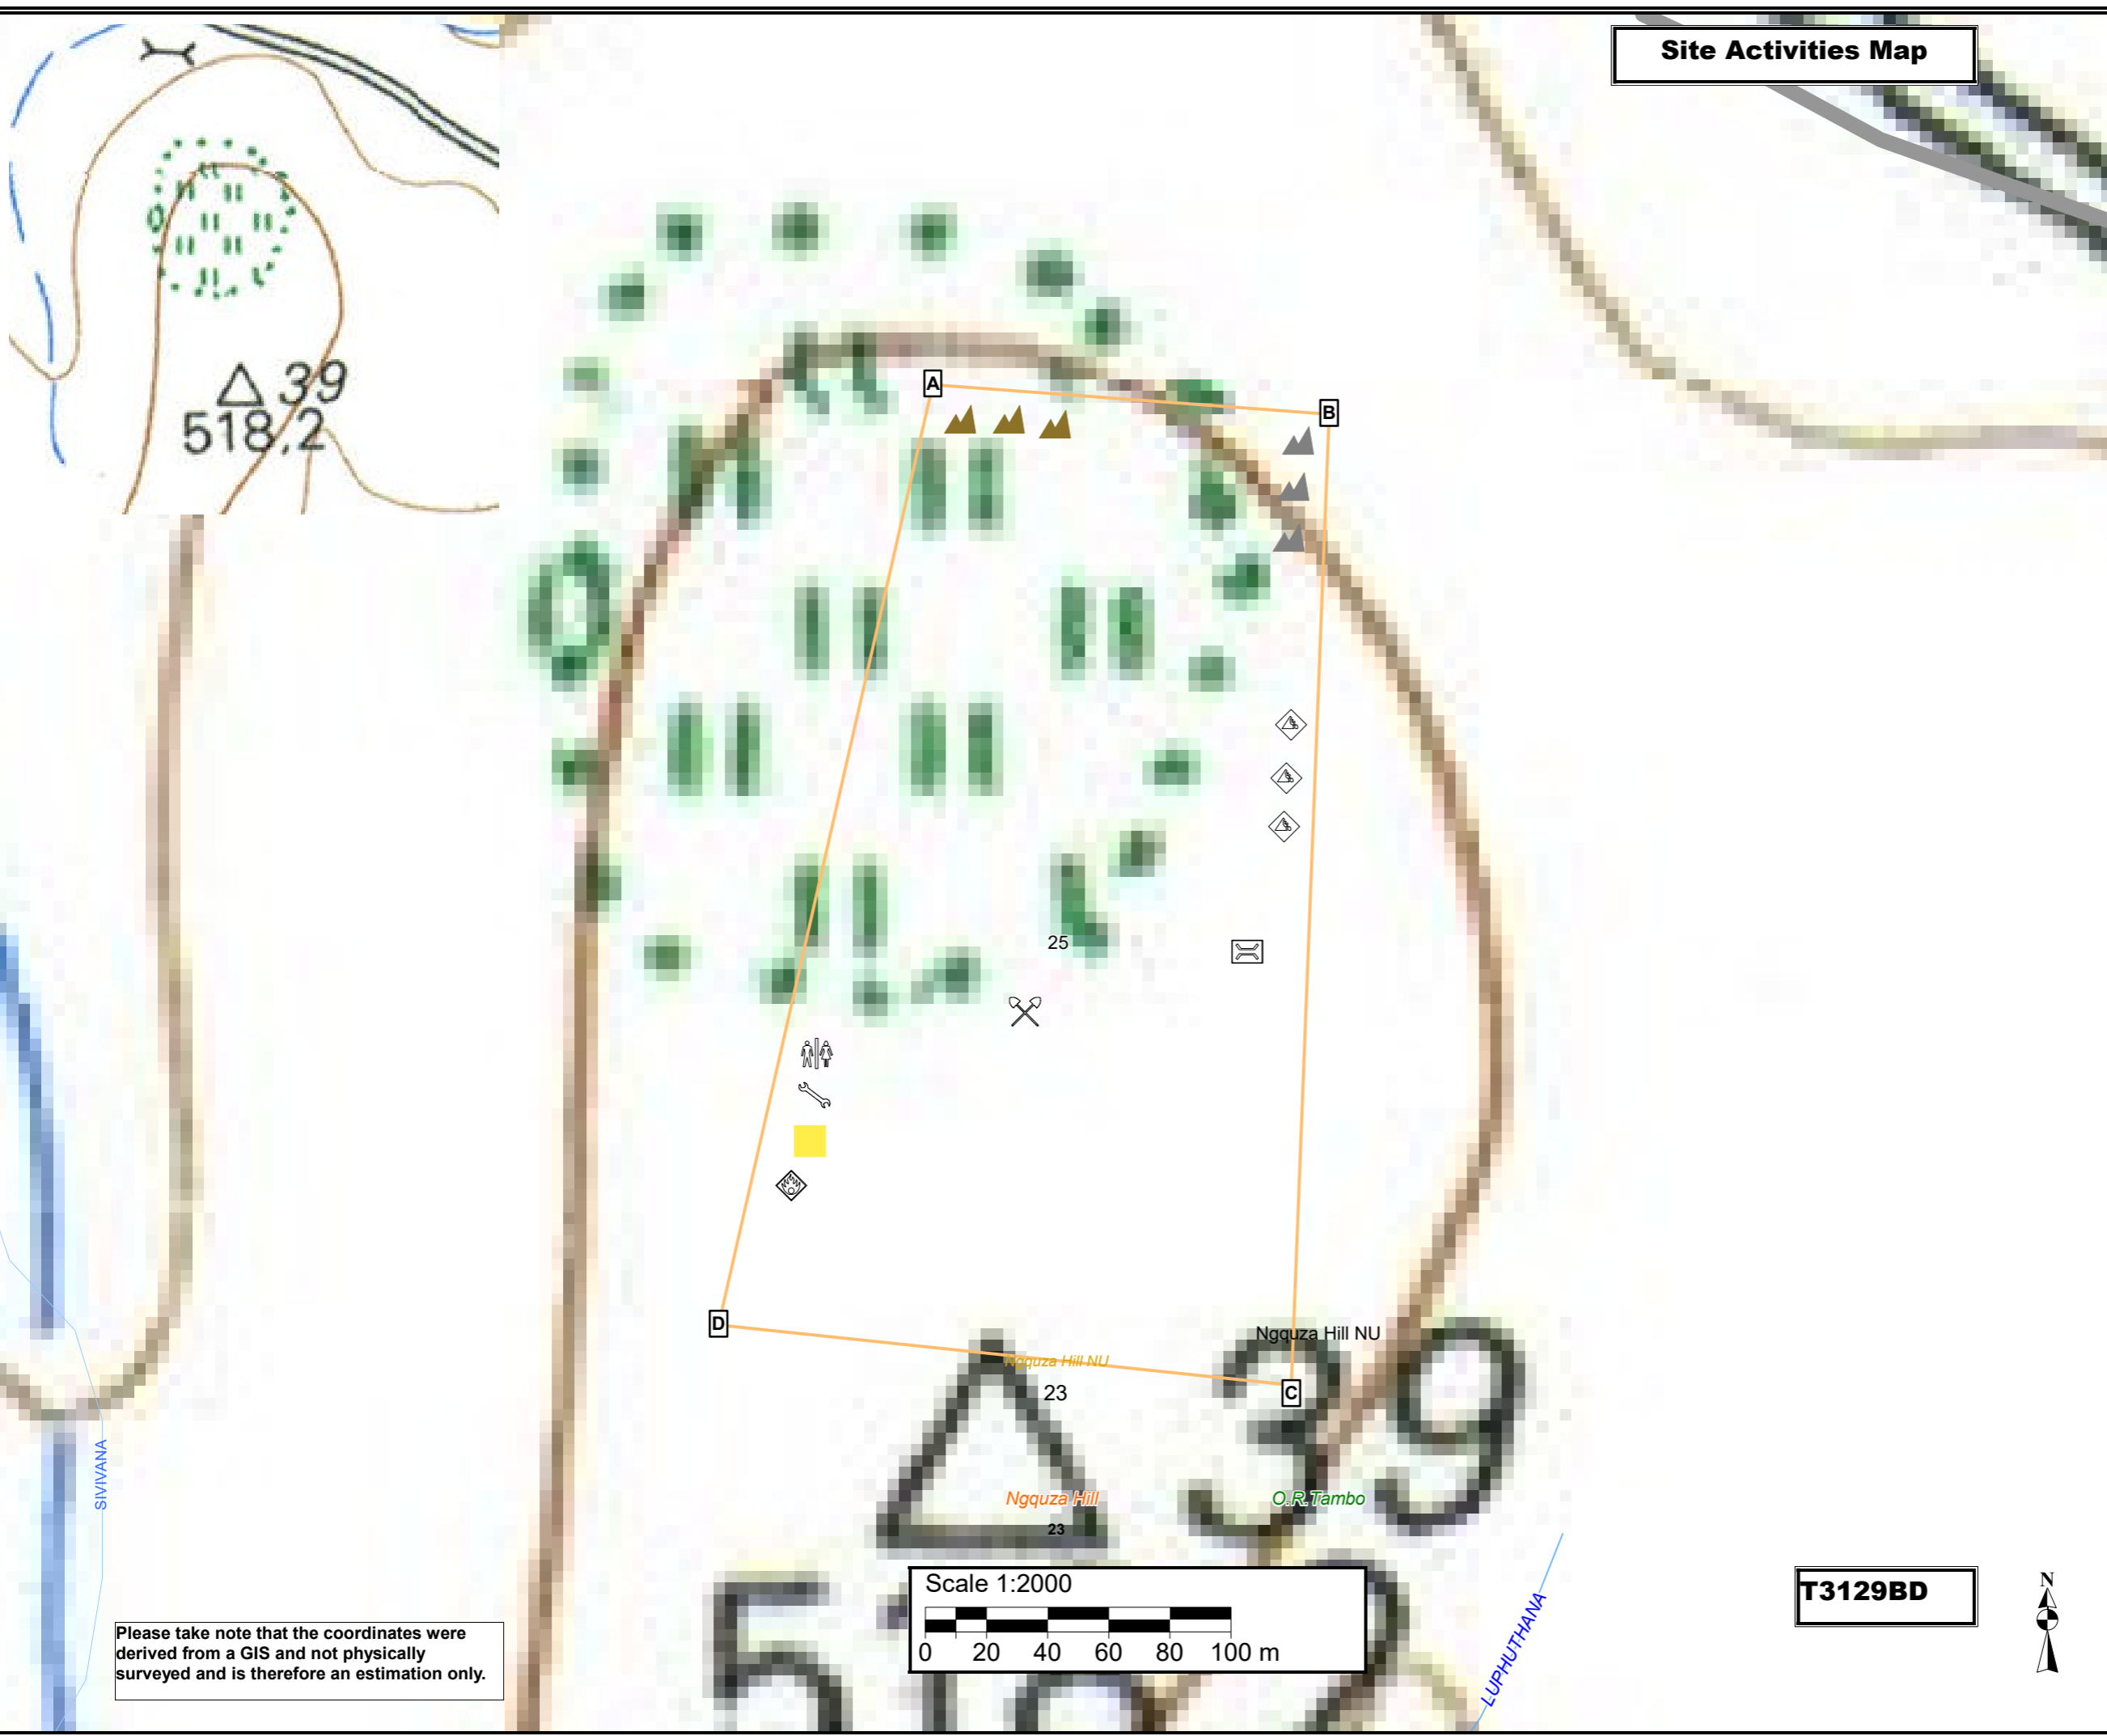 Site Activities Map
39
518,2
A
B
25
D
Ngquza Hill NU
Ngquza Hill NU
C
23
39
Ngquza Hill
O.R.Tambo
23
SIVIVANA
LUPHUTHANA
Scale 1:2000
0 20 40 60 80 100 m
T3129BD
N
Please take note that the coordinates were
derived from a GIS and not physically
surveyed and is therefore an estimation only.